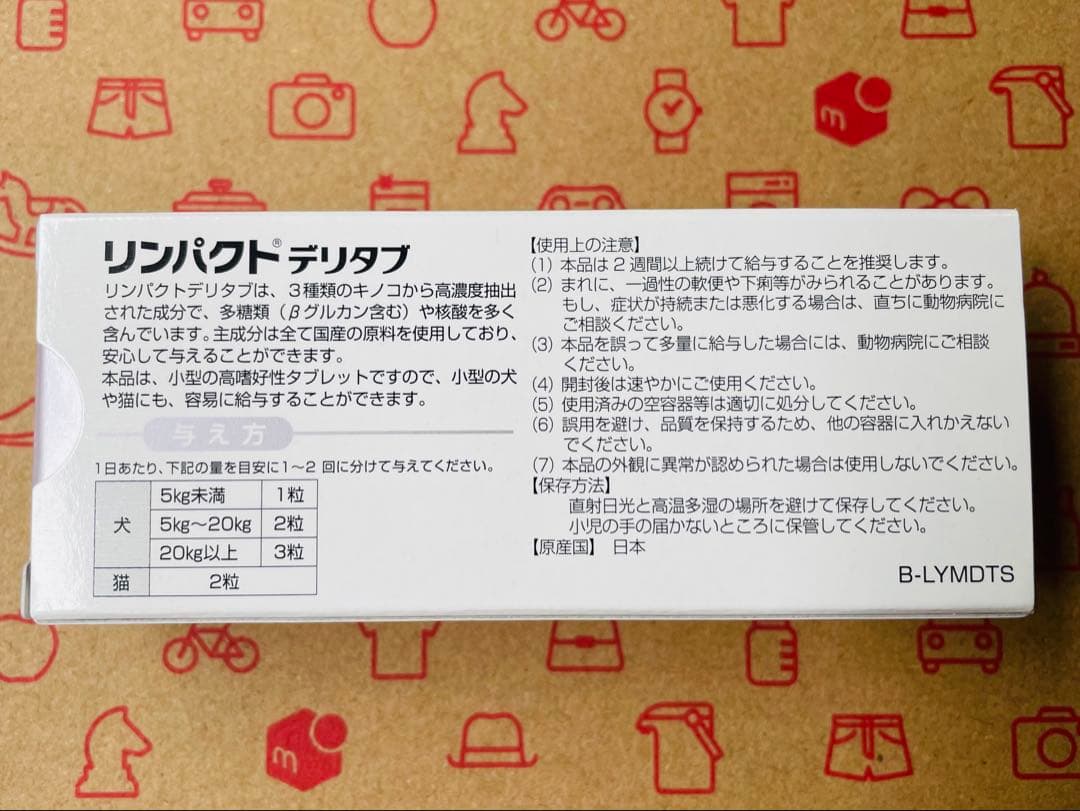 リンパクト® デリタブ
リンパクトデリタブは、3種類のキノコから高濃度抽出
された成分で、多糖類（βグルカン含む）や核酸を多く
含んでいます。主成分は全て国産の原料を使用しており、
安心して与えることができます。
本品は、小型の高嗜好性タブレットですので、小型の犬
や猫にも、容易に給与することができます。
与え方
1日あたり、下記の量を目安に1〜2 回に分けて与えてください。
犬 5kg未満 1粒
5kg〜20kg 2粒
20kg以上 3粒
猫 2粒
【使用上の注意】
(1) 本品は2週間以上続けて給与することを推奨します。
(2) まれに、一過性の軟便や下痢等がみられることがあります。
もし、症状が持続または悪化する場合は、直ちに動物病院に
ご相談ください。
(3) 本品を誤って多量に給与した場合には、動物病院にご相談
ください。
(4) 開封後は速やかにご使用ください。
(5) 使用済みの空容器等は適切に処分してください。
(6) 誤用を避け、品質を保持するため、他の容器に入れかえない
でください。
(7) 本品の外観に異常が認められた場合は使用しないでください。
【保存方法】
直射日光と高温多湿の場所を避けて保存してください。
小児の手の届かないところに保管してください。
【原産国】 日本
B-LYMDTS
m
m